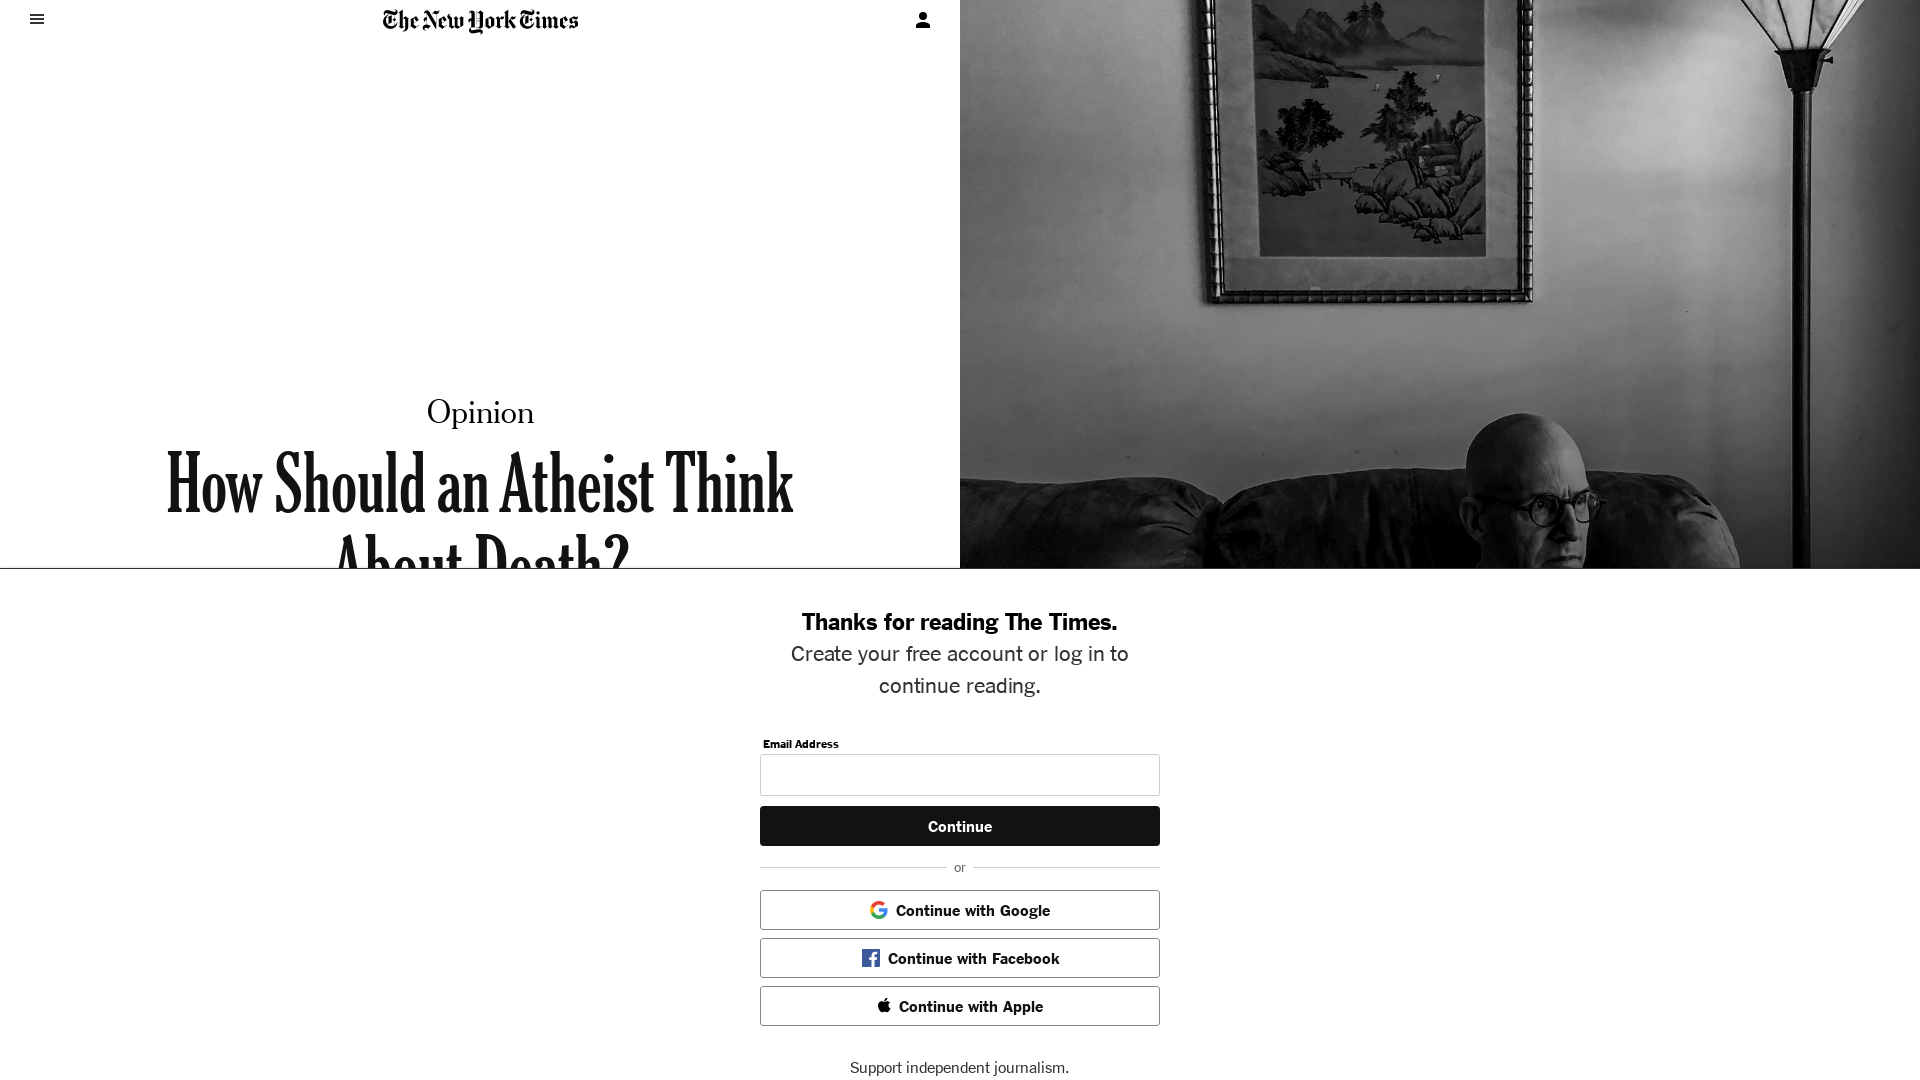 The New York Times
Opinion
How Should an Atheist Think
About Death?
Thanks for reading The Times.
Create your free account or log in to
continue reading.
Email Address
Continue
or
Continue with Google
Continue with Facebook
Continue with Apple
Support independent journalism.